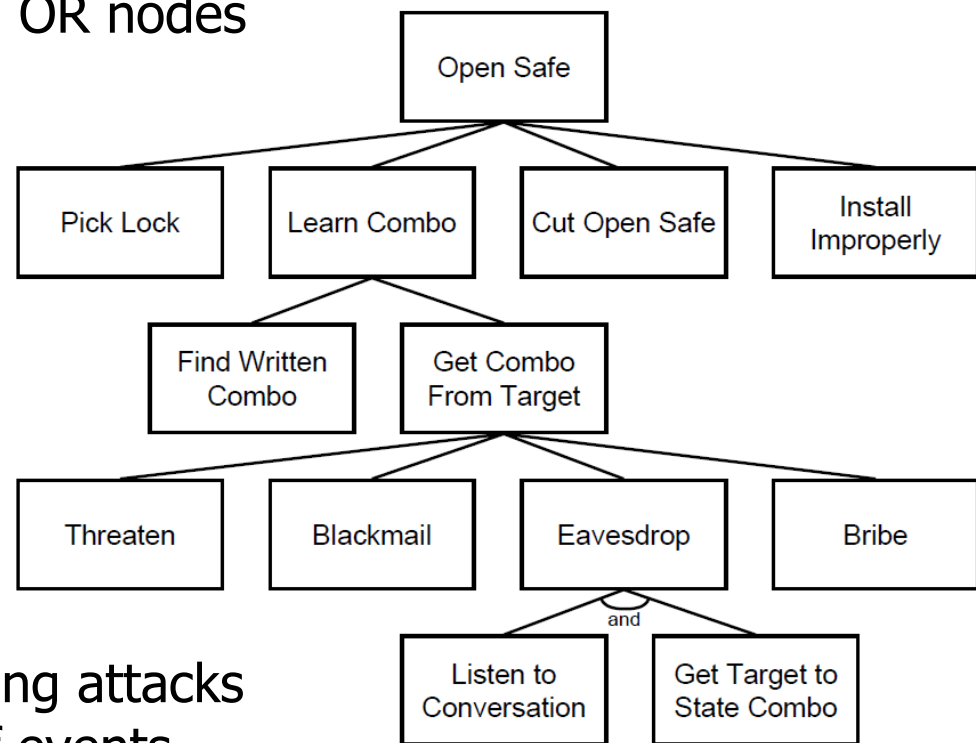 OR nodes
Open Safe
Pick Lock
Learn Combo
Cut Open Safe
Install
Improperly
Find Written
Combo
Get Combo
From Target
Threaten
Blackmail
Eavesdrop
Bribe
and
Listen to
Conversation
Get Target to
State Combo
ng attacks
events